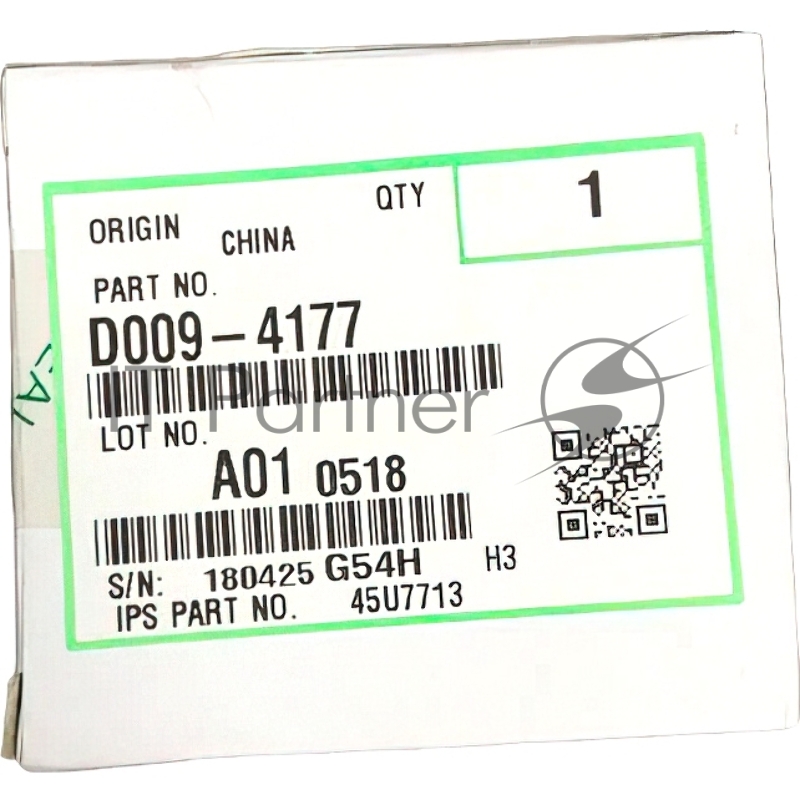 QTY 1
ORIGIN CHINA
PART NO.
D009-4177
IT Partner
LOT NO.
A01 0518
S/N: 180425 G54H H3
IPS PART NO. 45U7713